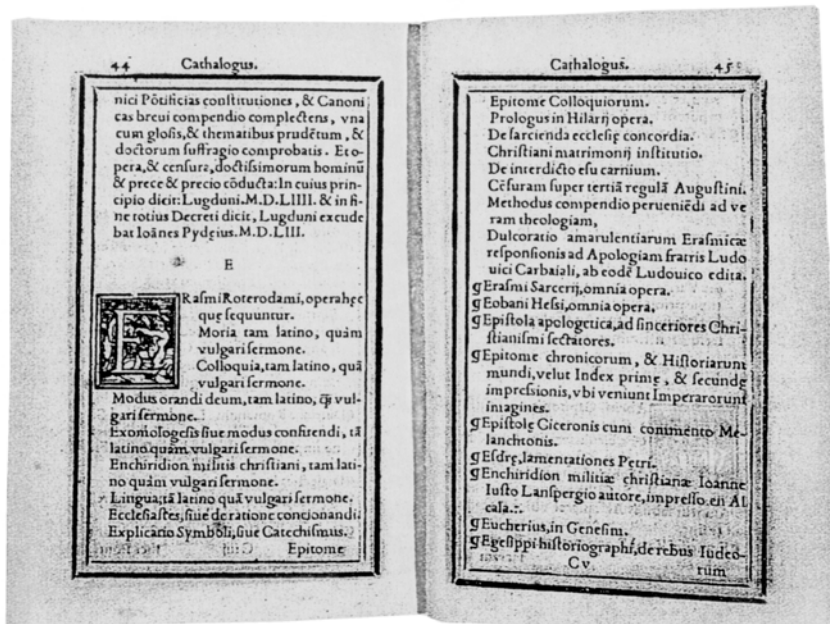 44 Cathalogus.
nici Põtificias constitutiones, & Canoni
cas breui compendio complectens, vna
cum glosis, & thematibus prudẽtum, &
doctorum suffragio comprobatis. Et o-
pera, & censura, doctissimorum hominũ
& prece & precio cõducta: In cuius prin-
cipio dicit: Lugduni. M.D.LIIII. & in fi-
ne totius Decreti dicit, Lugduni excude
bat Ioãnes Pydeius. M.D.LIII.
E
ERasmi Roterodami, opera hęc
quę sequuntur.
Moria tam latino, quàm
vulgari sermone.
Colloquia, tam latino, quã
vulgari sermone.
Modus orandi deum, tam latino, q̃ vul-
gari sermone.
Exomologesis siue modus confitendi, tã
latino quàm vulgari sermone.
Enchiridion militis christiani, tam lati-
no quàm vulgari sermone.
Lingua, tã latino quã vulgari sermone.
Ecclesiastes, siue de ratione concionandi.
Explicatio Symboli, siue Catechismus.
Epitome
Cathalogus. 45
Epitome Colloquiorum.
Prologus in Hilarij opera.
De sarcienda ecclesię concordia.
Christiani matrimonij institutio.
De interdicto esu carnium.
Cẽsuram super tertiã regulã Augustini.
Methodus compendio perueniẽdi ad ve
ram theologiam,
Dulcoratio amarulentiarum Erasmicæ
responsionis ad Apologiam fratris Ludo
uici Carbaiali, ab eodẽ Ludouico edita.
Erasmi Sarcerij, omnia opera.
Eobani Hessi, omnia opera.
Epistola apologetica, ad sinceriores Chri-
stianismi sectatores.
Epitome chronicorum, & Historiarum
mundi, velut Index primę, & secundę
impressionis, vbi veniunt Imperatorum
imagines.
Epistolę Ciceronis cum commento Me-
lanchtonis.
Esdrę, lamentationes Petri.
Enchiridion militiæ christianæ Ioanne
Iusto Lanspergio autore, impresso en Al
cala.
Eucherius, in Genesim.
Egesippi historiographi, de rebus Iudeo-
C v. rum